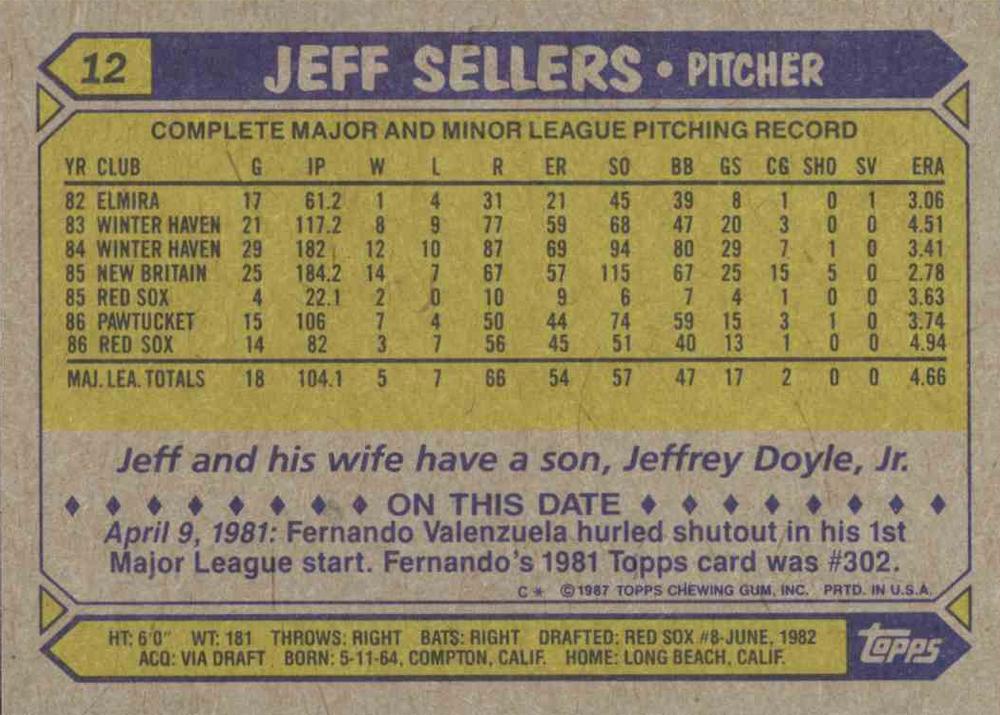 12 JEFF SELLERS • PITCHER
COMPLETE MAJOR AND MINOR LEAGUE PITCHING RECORD
YR CLUB G IP W L R ER SO BB GS CG SHO SV ERA
82 ELMIRA 17 61.2 1 4 31 21 45 39 8 1 0 1 3.06
83 WINTER HAVEN 21 117.2 8 9 77 59 68 47 20 3 0 0 4.51
84 WINTER HAVEN 29 182 12 10 87 69 94 80 29 7 1 0 3.41
85 NEW BRITAIN 25 184.2 14 7 67 57 115 67 25 15 5 0 2.78
85 RED SOX 4 22.1 2 0 10 9 6 7 4 1 0 0 3.63
86 PAWTUCKET 15 106 7 4 50 44 74 59 15 3 1 0 3.74
86 RED SOX 14 82 3 7 56 45 51 40 13 1 0 0 4.94
MAJ. LEA. TOTALS 18 104.1 5 7 66 54 57 47 17 2 0 0 4.66
Jeff and his wife have a son, Jeffrey Doyle, Jr.
♦ ♦ ♦ ♦ ♦ ♦ ♦ ♦ ON THIS DATE ♦ ♦ ♦ ♦ ♦ ♦ ♦ ♦
April 9, 1981: Fernando Valenzuela hurled shutout in his 1st
Major League start. Fernando's 1981 Topps card was #302.
C* ©1987 TOPPS CHEWING GUM, INC. PRTD. IN U.S.A.
HT: 6'0" WT: 181 THROWS: RIGHT BATS: RIGHT DRAFTED: RED SOX #8-JUNE, 1982
ACQ: VIA DRAFT BORN: 5-11-64, COMPTON, CALIF. HOME: LONG BEACH, CALIF.
topps